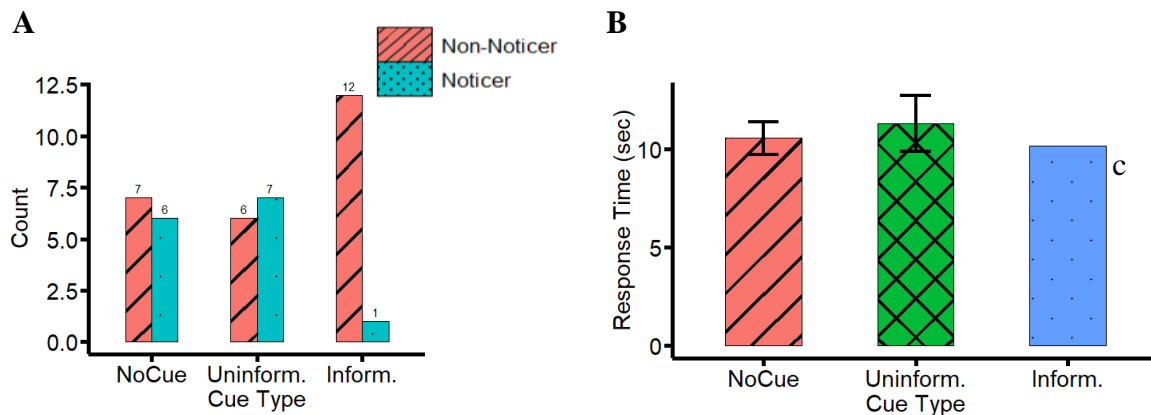 A
Non-Noticer
Noticer
12.5
10.0
7.5
5.0
2.5
0.0
Count
7
6
6
7
12
1
NoCue
Uninform.
Inform.
Cue Type
B
Response Time (sec)
10
5
0
c
NoCue
Uninform.
Inform.
Cue Type